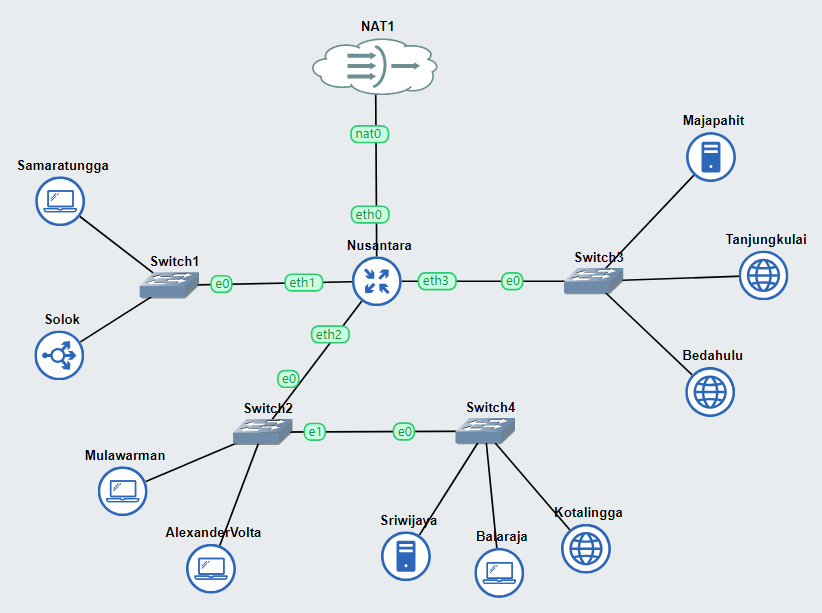 NAT1
nat0
Majapahit
Samaratungga
eth0
Nusantara
Tanjungkulai
Switch1
Switch3
e0
eth1
eth3
e0
Solok
eth2
Bedahulu
e0
Switch2
Switch4
e1
e0
Mulawarman
Sriwijaya
Kotalingga
AlexanderVolta
Balaraja